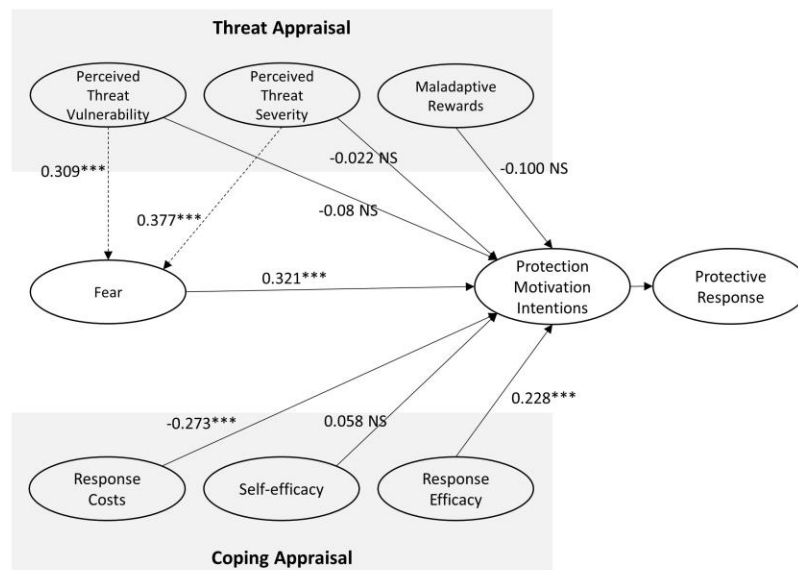 Threat Appraisal
Perceived
Threat
Vulnerability
Perceived
Threat
Severity
Maladaptive
Rewards
0.309***
0.377***
-0.022 NS
-0.08 NS
-0.100 NS
Fear
0.321***
Protection
Motivation
Intentions
Protective
Response
-0.273***
0.058 NS
0.228***
Response
Costs
Self-efficacy
Response
Efficacy
Coping Appraisal